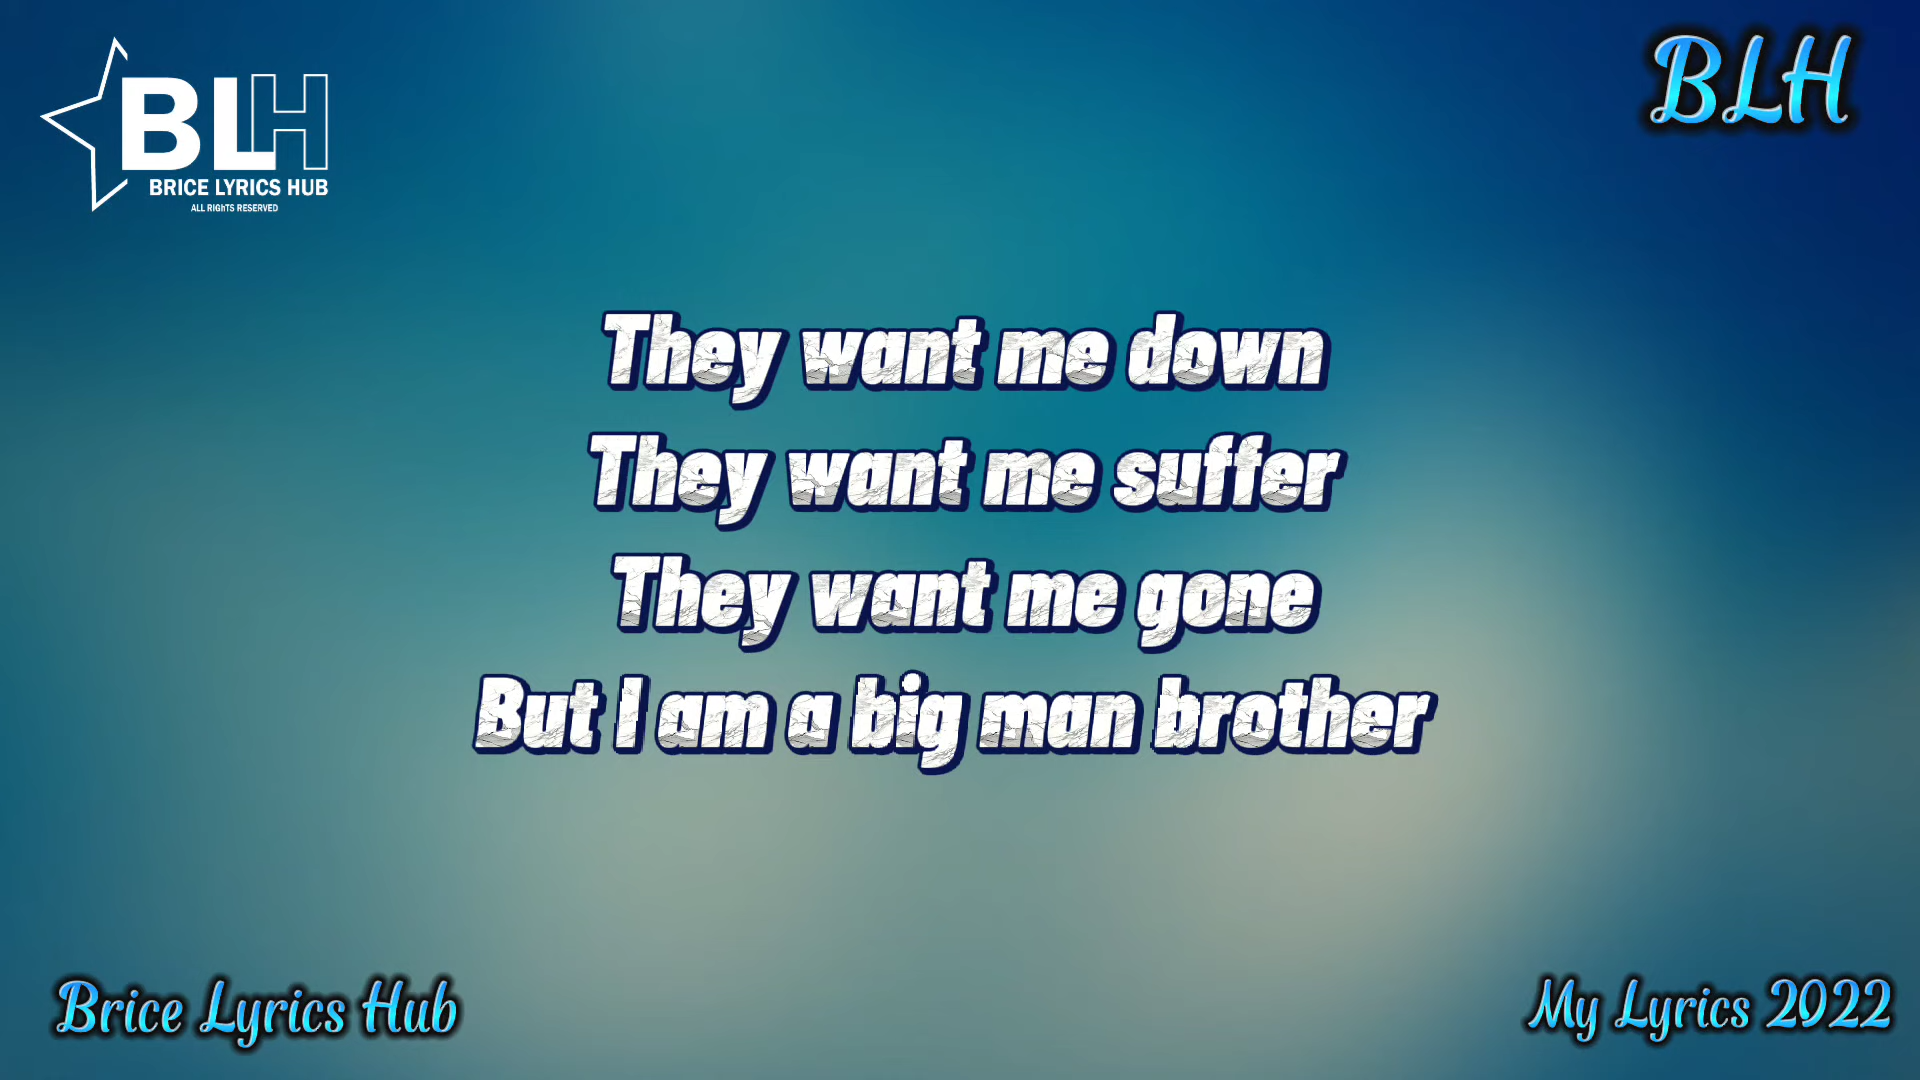 BLH
BRICE LYRICS HUB
ALL RIGHTS RESERVED
BLH
They want me down
They want me suffer
They want me gone
But I am a big man brother
Brice Lyrics Hub
My Lyrics 2022